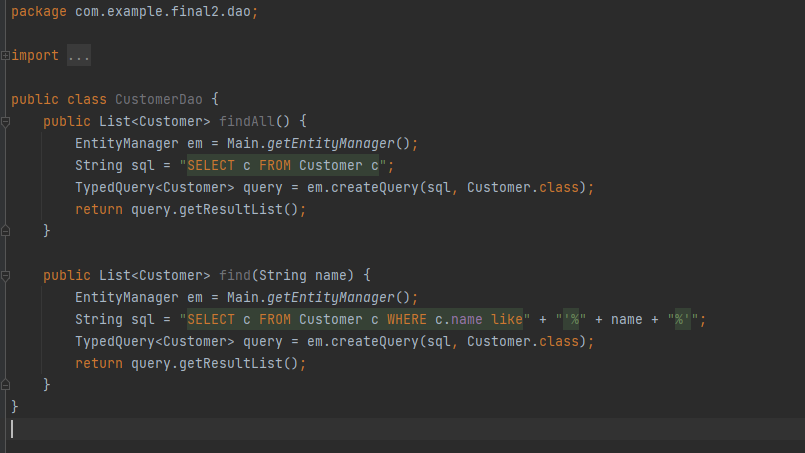 package com.example.final2.dao;
import ...
public class CustomerDao {
public List<Customer> findAll() {
EntityManager em = Main.getEntityManager();
String sql = "SELECT c FROM Customer c";
TypedQuery<Customer> query = em.createQuery(sql, Customer.class);
return query.getResultList();
}
public List<Customer> find(String name) {
EntityManager em = Main.getEntityManager();
String sql = "SELECT c FROM Customer c WHERE c.name like" + "'%" + name + "%'";
TypedQuery<Customer> query = em.createQuery(sql, Customer.class);
return query.getResultList();
}
}